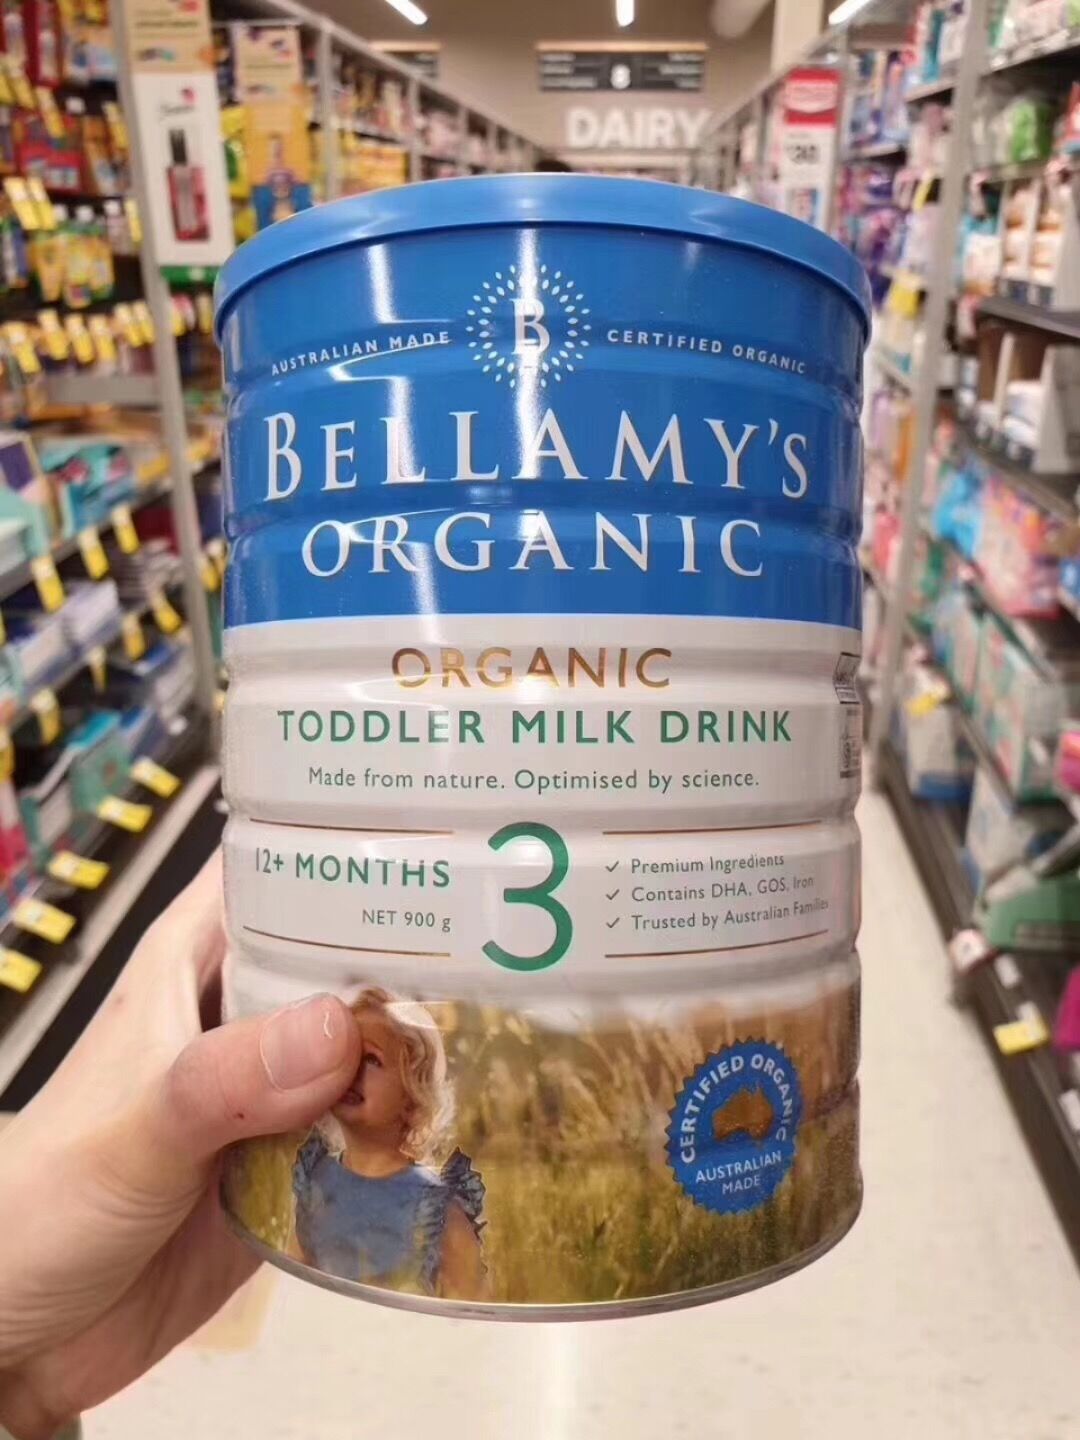 8
DAIRY
AUSTRALIAN MADE
B
CERTIFIED ORGANIC
BELLAMY'S
ORGANIC
ORGANIC
TODDLER MILK DRINK
Made from nature. Optimised by science.
12+ MONTHS
NET 900 g
3
✓ Premium Ingredients
✓ Contains DHA, GOS, Iron
✓ Trusted by Australian Families
CERTIFIED ORGANIC
AUSTRALIAN
MADE